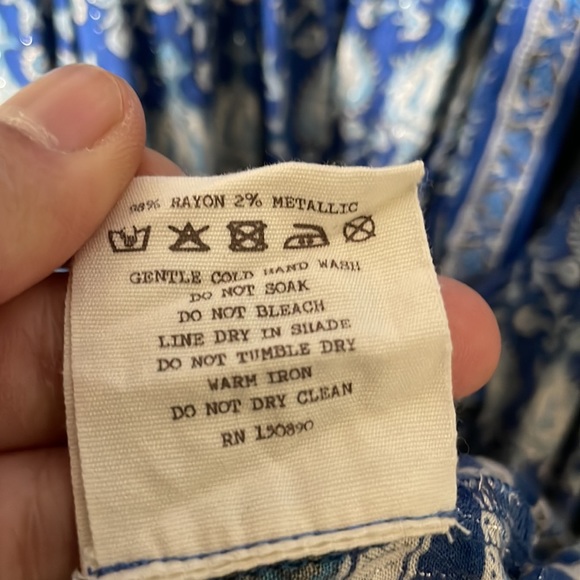 98% RAYON 2% METALLIC
GENTLE COLD HAND WASH
DO NOT SOAK
DO NOT BLEACH
LINE DRY IN SHADE
DO NOT TUMBLE DRY
WARM IRON
DO NOT DRY CLEAN
RN 150890